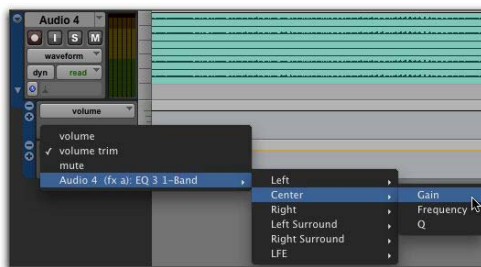 Audio 4
I S M
waveform
dyn read
volume
volume
✓ volume trim
mute
Audio 4 (fx a): EQ 3 1-Band
Left
Center
Right
Left Surround
Right Surround
LFE
Gain
Frequency
Q